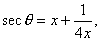 sec θ = x + 1/(4x),